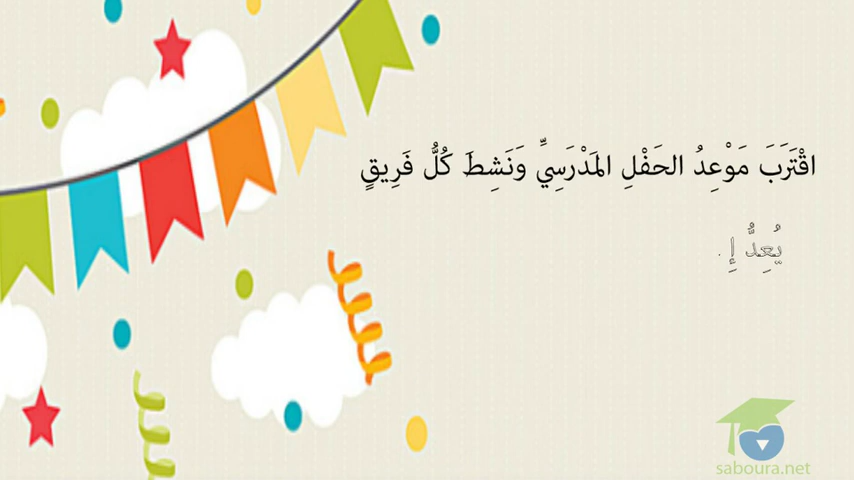 اقْتَرَبَ مَوْعِدُ الحَفْلِ المَدْرَسِيِّ وَنَشِطَ كُلُّ فَرِيقٍ
يُعِدُّ إِ.
saboura.net